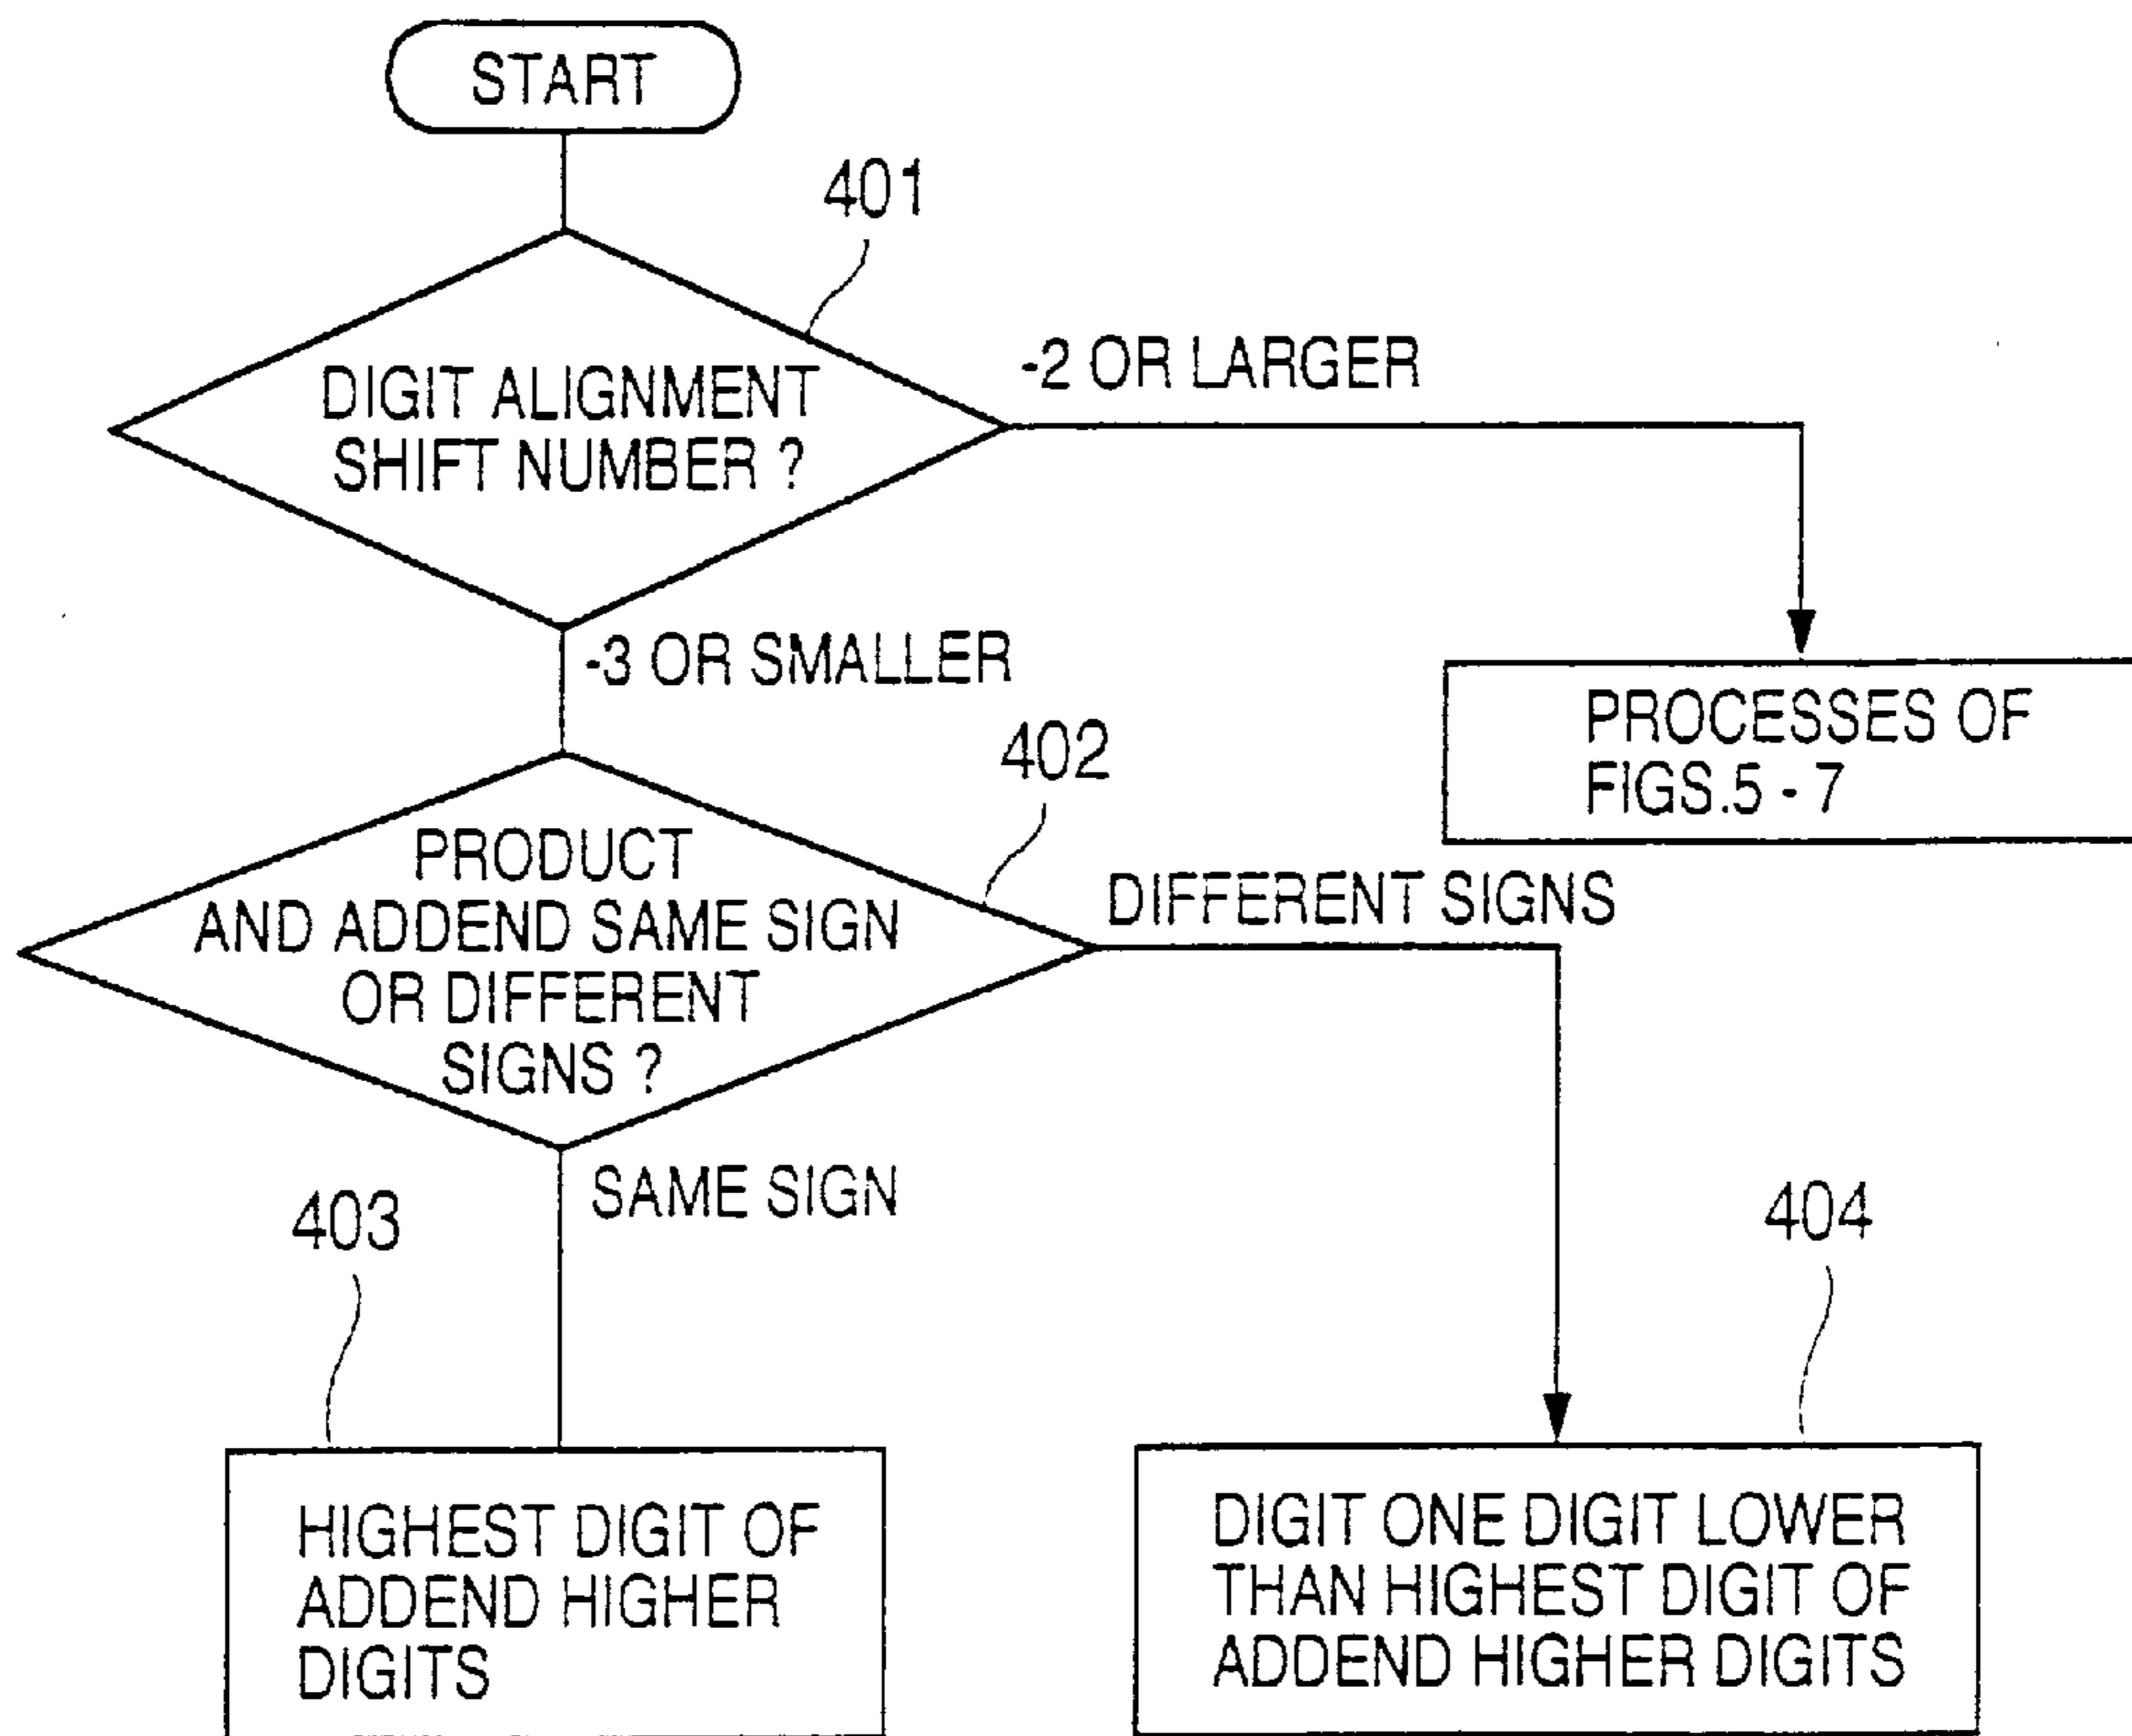 START
401
DIGIT ALIGNMENT
SHIFT NUMBER ?
-2 OR LARGER
-3 OR SMALLER
PROCESSES OF
FIGS.5 - 7
402
PRODUCT
AND ADDEND SAME SIGN
OR DIFFERENT
SIGNS ?
DIFFERENT SIGNS
SAME SIGN
403
404
HIGHEST DIGIT OF
ADDEND HIGHER
DIGITS
DIGIT ONE DIGIT LOWER
THAN HIGHEST DIGIT OF
ADDEND HIGHER DIGITS